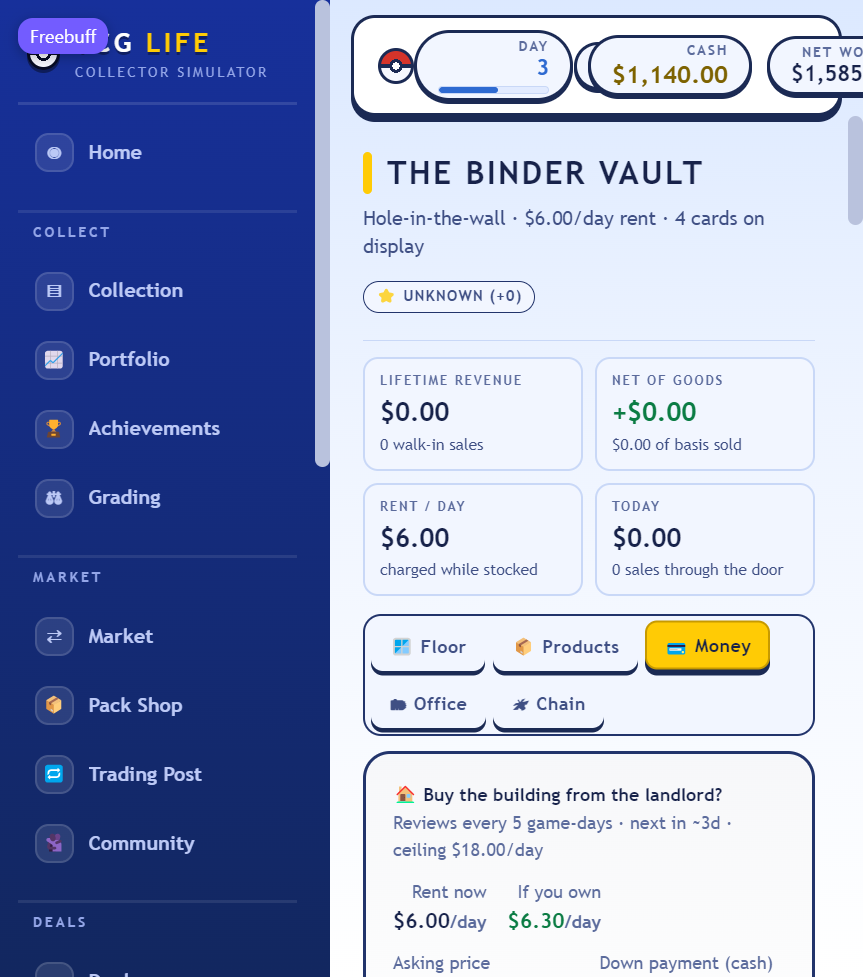 Freebuff
CG LIFE
COLLECTOR SIMULATOR
Home
COLLECT
Collection
Portfolio
Achievements
Grading
MARKET
Market
Pack Shop
Trading Post
Community
DEALS
DAY
3
CASH
$1,140.00
NET WO
$1,585
THE BINDER VAULT
Hole-in-the-wall · $6.00/day rent · 4 cards on
display
UNKNOWN (+0)
LIFETIME REVENUE
$0.00
0 walk-in sales
NET OF GOODS
+$0.00
$0.00 of basis sold
RENT / DAY
$6.00
charged while stocked
TODAY
$0.00
0 sales through the door
Floor
Products
Money
Office
Chain
Buy the building from the landlord?
Reviews every 5 game-days · next in ~3d ·
ceiling $18.00/day
Rent now
If you own
$6.00/day
$6.30/day
Asking price
Down payment (cash)